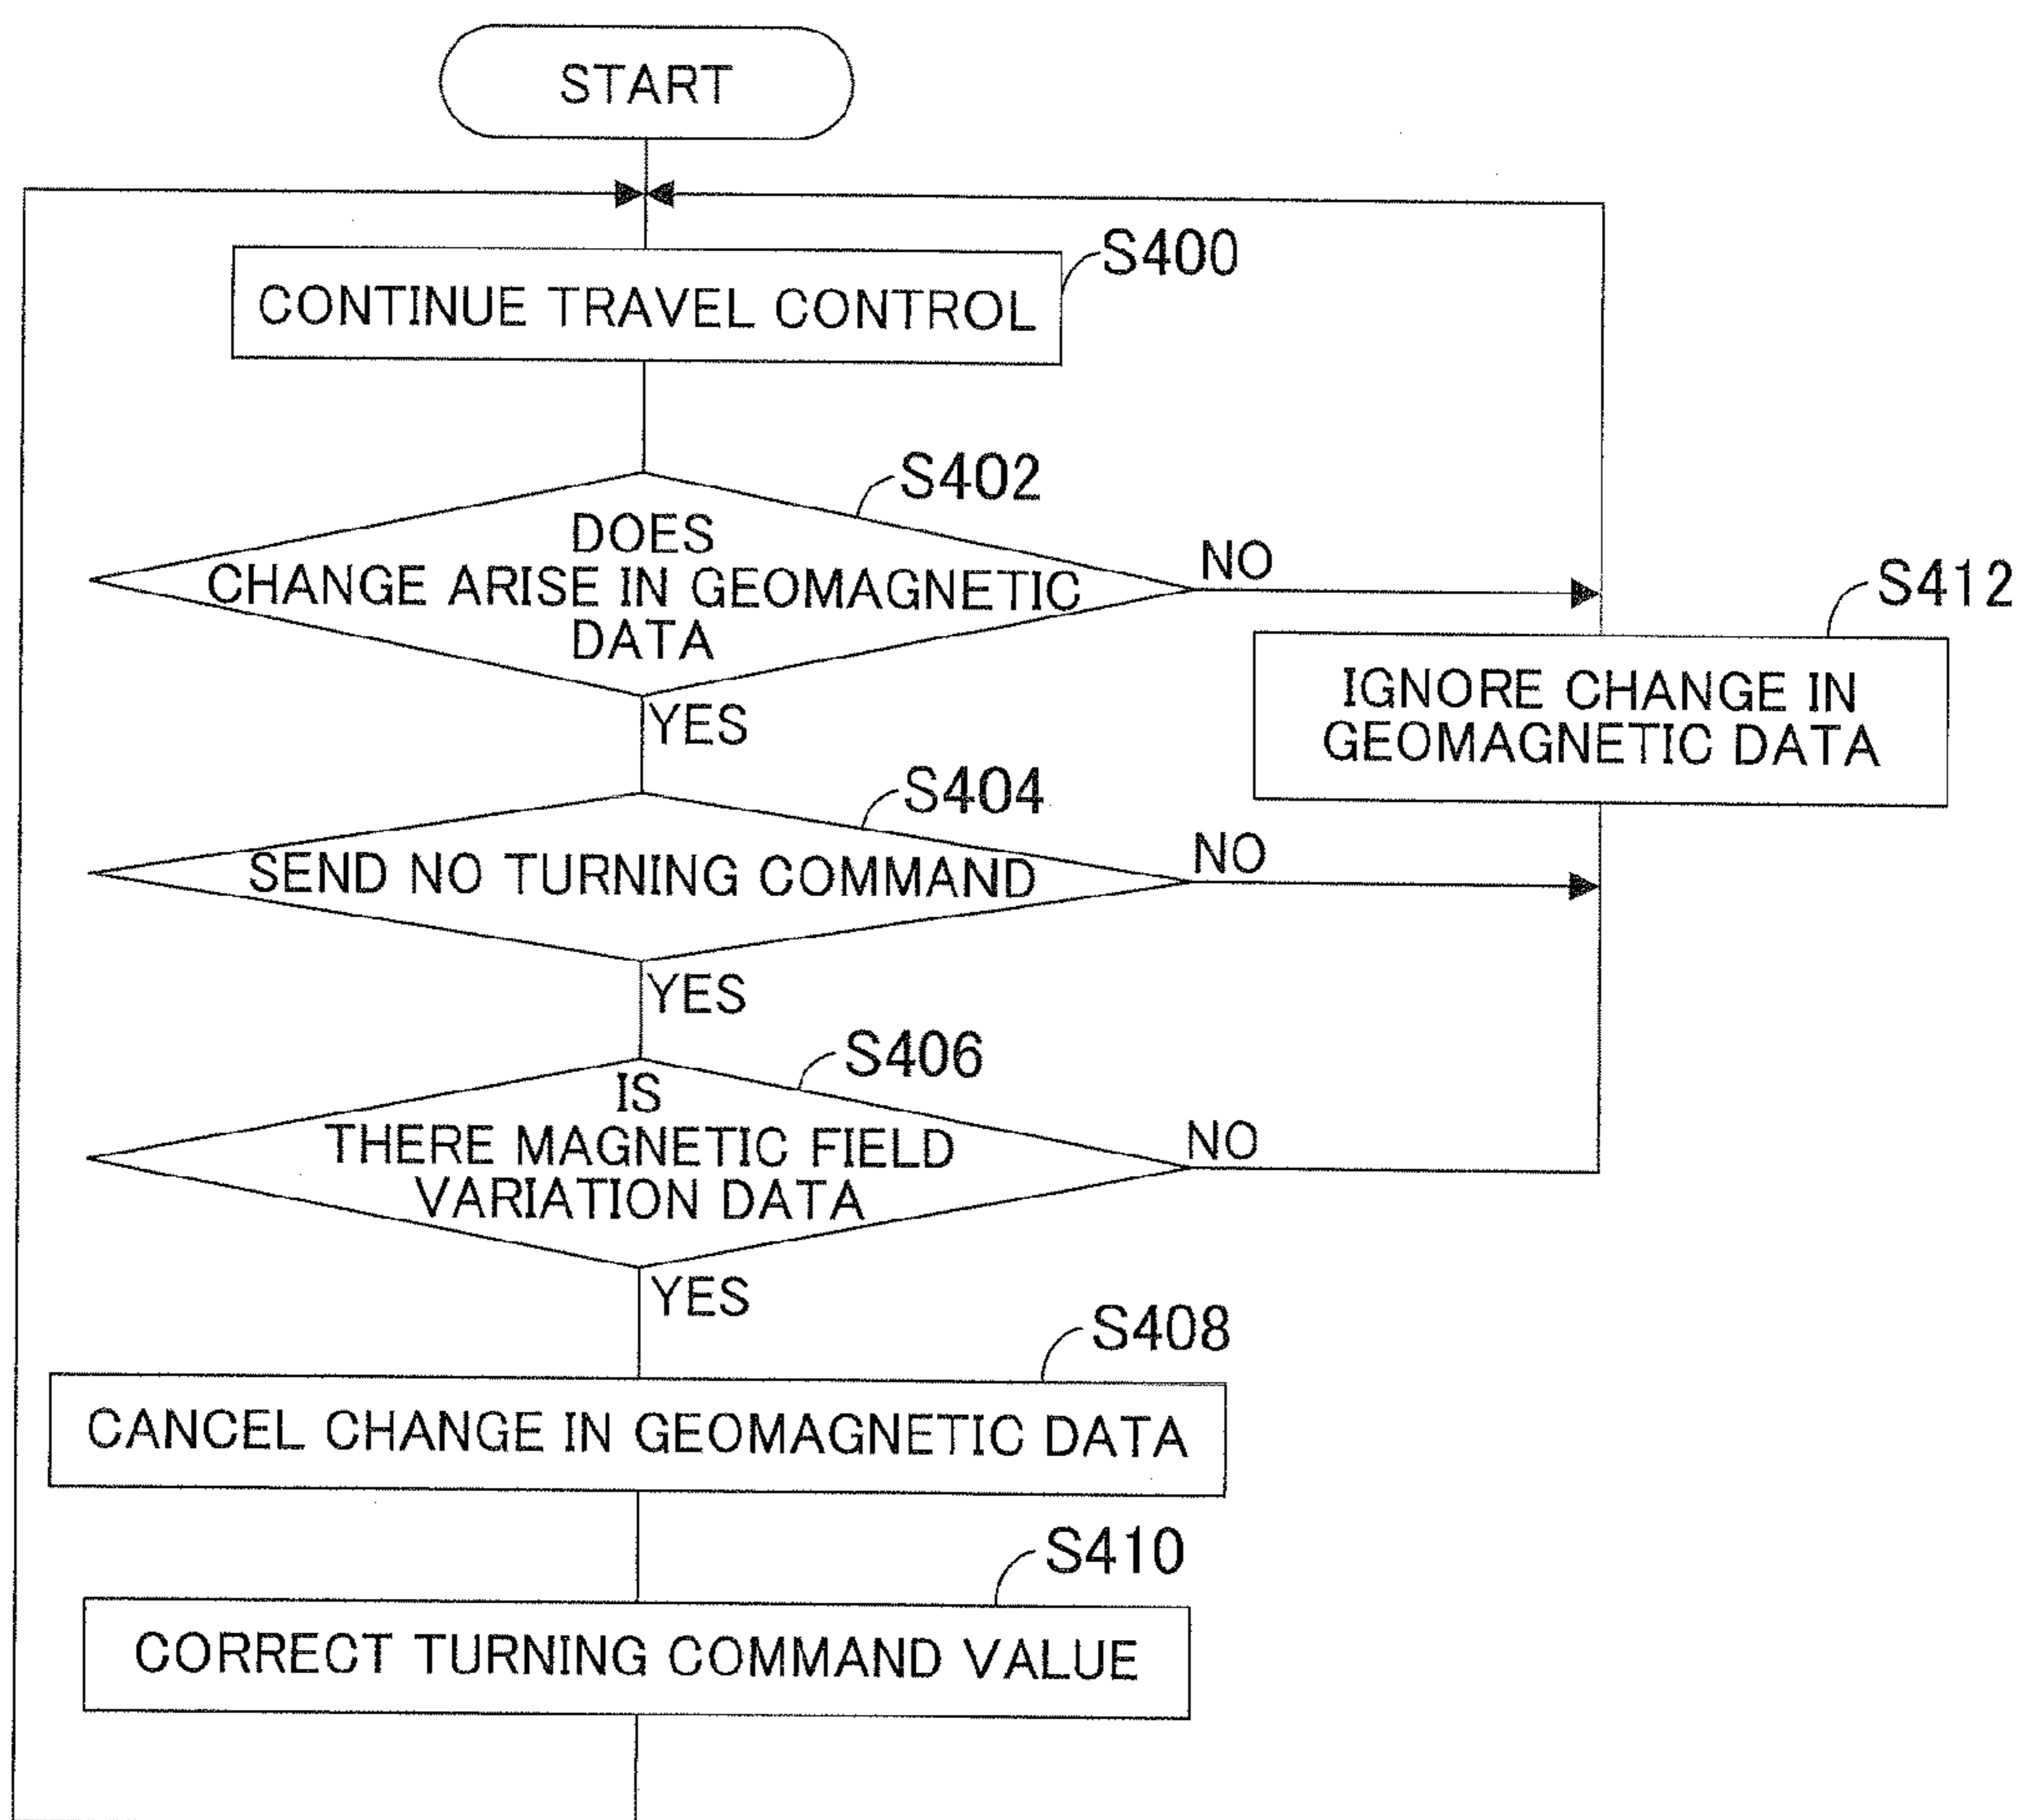 START
S400
CONTINUE TRAVEL CONTROL
S402
DOES
CHANGE ARISE IN GEOMAGNETIC
DATA
NO
YES
S412
IGNORE CHANGE IN
GEOMAGNETIC DATA
S404
SEND NO TURNING COMMAND
NO
YES
S406
IS
THERE MAGNETIC FIELD
VARIATION DATA
NO
YES
S408
CANCEL CHANGE IN GEOMAGNETIC DATA
S410
CORRECT TURNING COMMAND VALUE